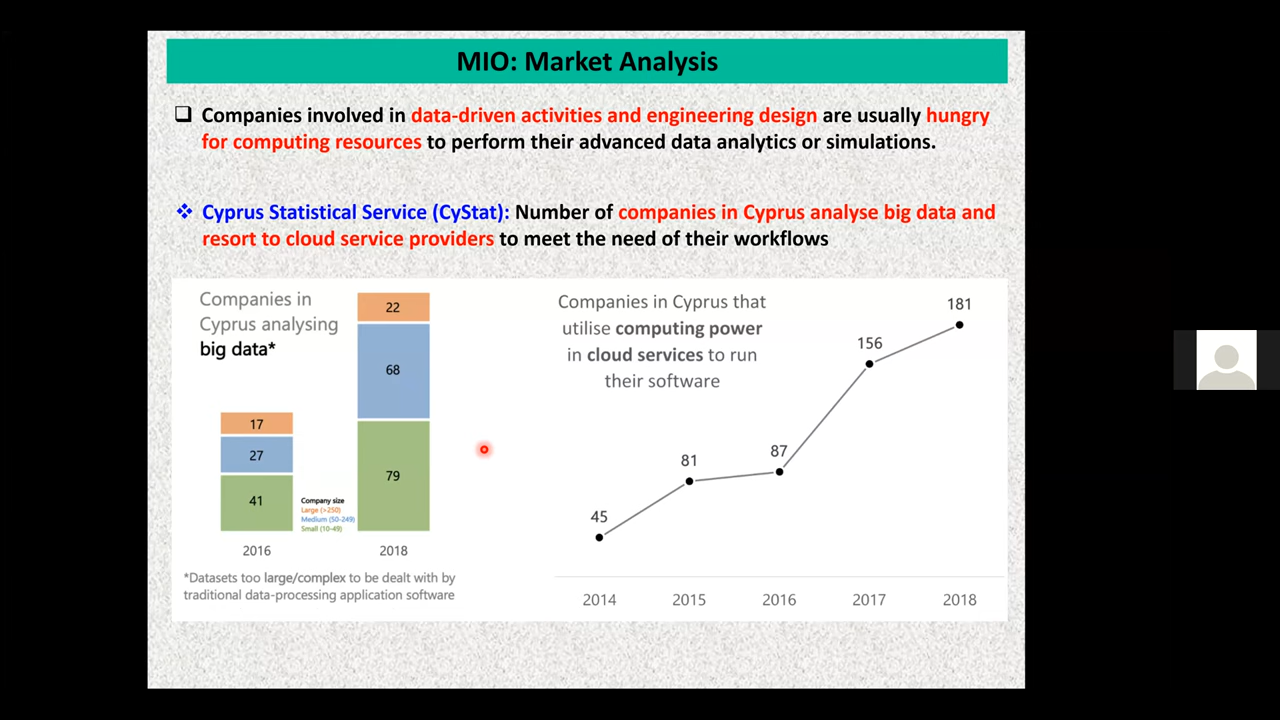 MIO: Market Analysis
Companies involved in data-driven activities and engineering design are usually hungry
for computing resources to perform their advanced data analytics or simulations.
Cyprus Statistical Service (CyStat): Number of companies in Cyprus analyse big data and
resort to cloud service providers to meet the need of their workflows
Companies in
Cyprus analysing
big data*
22
68
79
17
27
41
Company size
Large (>250)
Medium (50-249)
Small (10-49)
2016
2018
*Datasets too large/complex to be dealt with by
traditional data-processing application software
Companies in Cyprus that
utilise computing power
in cloud services to run
their software
45
81
87
156
181
2014
2015
2016
2017
2018